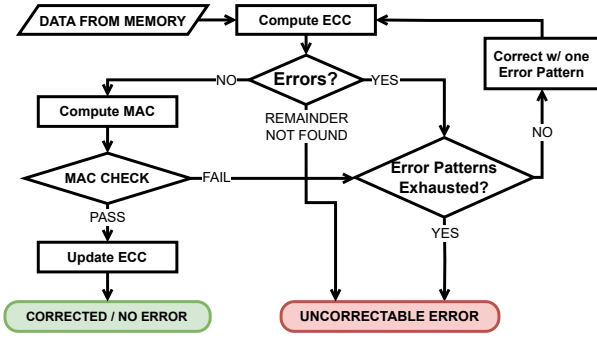 DATA FROM MEMORY
Compute ECC
Correct w/ one
Error Pattern
Errors?
NO
YES
Compute MAC
REMAINDER
NOT FOUND
NO
MAC CHECK
FAIL
Error Patterns
Exhausted?
PASS
YES
Update ECC
CORRECTED / NO ERROR
UNCORRECTABLE ERROR